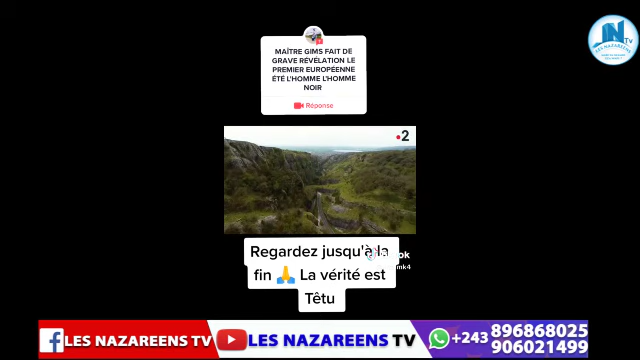 MAÎTRE GIMS FAIT DE
GRAVE RÉVÉLATION LE
PREMIER EUROPÉENNE
ÉTÉ L'HOMME L'HOMME
NOIR
Réponse
N TV
LES NAZAREENS
2
Regardez jusqu'à la
fin 🙏 La vérité est
Têtu
LES NAZAREENS TV
LES NAZAREENS TV
+243 896868025
906021499